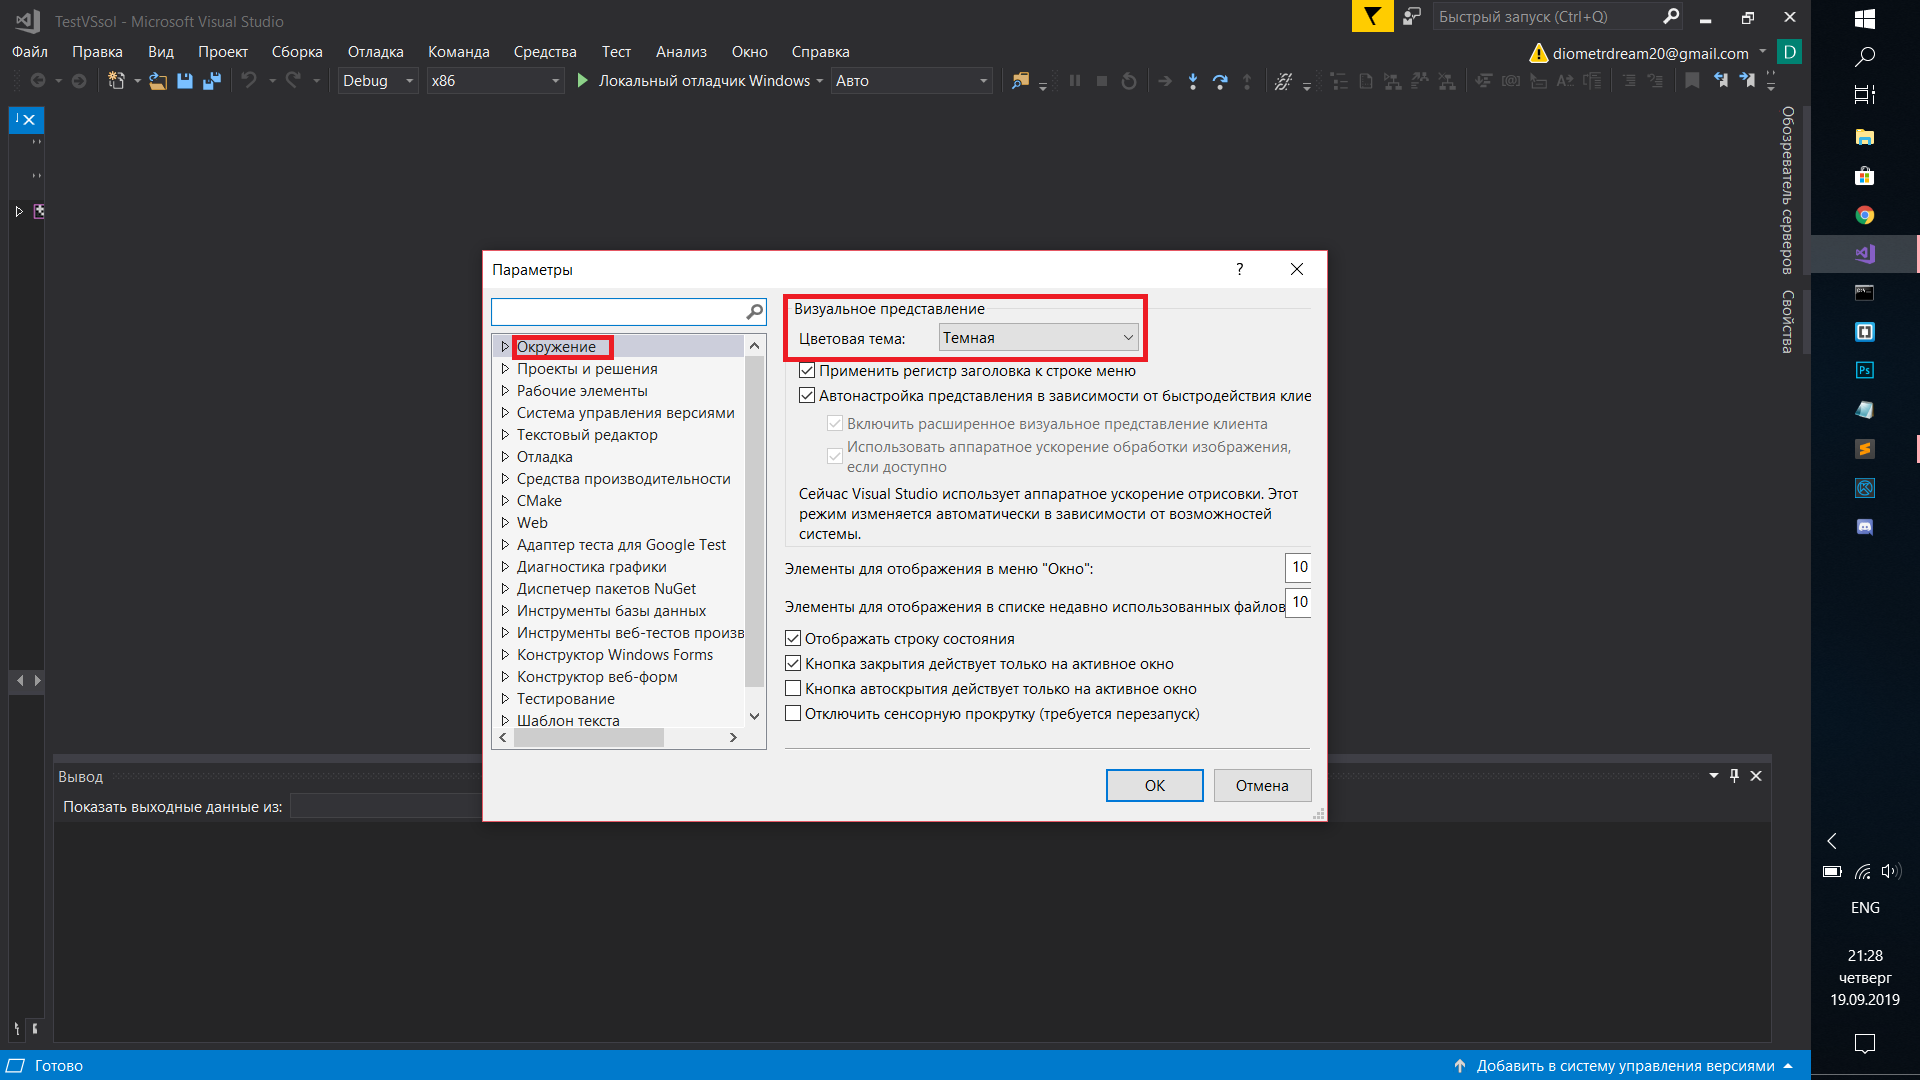 TestVSsol - Microsoft Visual Studio
Быстрый запуск (Ctrl+Q)
Файл Правка Вид Проект Сборка Отладка Команда Средства Тест Анализ Окно Справка
diometrdream20@gmail.com D
Debug x86 Локальный отладчик Windows Авто
Обозреватель серверов
Свойства
Параметры
?
Окружение
Проекты и решения
Рабочие элементы
Система управления версиями
Текстовый редактор
Отладка
Средства производительности
CMake
Web
Адаптер теста для Google Test
Диагностика графики
Диспетчер пакетов NuGet
Инструменты базы данных
Инструменты веб-тестов произв
Конструктор Windows Forms
Конструктор веб-форм
Тестирование
Шаблон текста
Визуальное представление
Цветовая тема: Темная
Применить регистр заголовка к строке меню
Автонастройка представления в зависимости от быстродействия клие
Включить расширенное визуальное представление клиента
Использовать аппаратное ускорение обработки изображения,
если доступно
Сейчас Visual Studio использует аппаратное ускорение отрисовки. Этот
режим изменяется автоматически в зависимости от возможностей
системы.
Элементы для отображения в меню "Окно": 10
Элементы для отображения в списке недавно использованных файлов 10
Отображать строку состояния
Кнопка закрытия действует только на активное окно
Кнопка автоскрытия действует только на активное окно
Отключить сенсорную прокрутку (требуется перезапуск)
OK Отмена
Вывод
Показать выходные данные из:
Готово
Добавить в систему управления версиями
Ps
ENG
21:28
четверг
19.09.2019